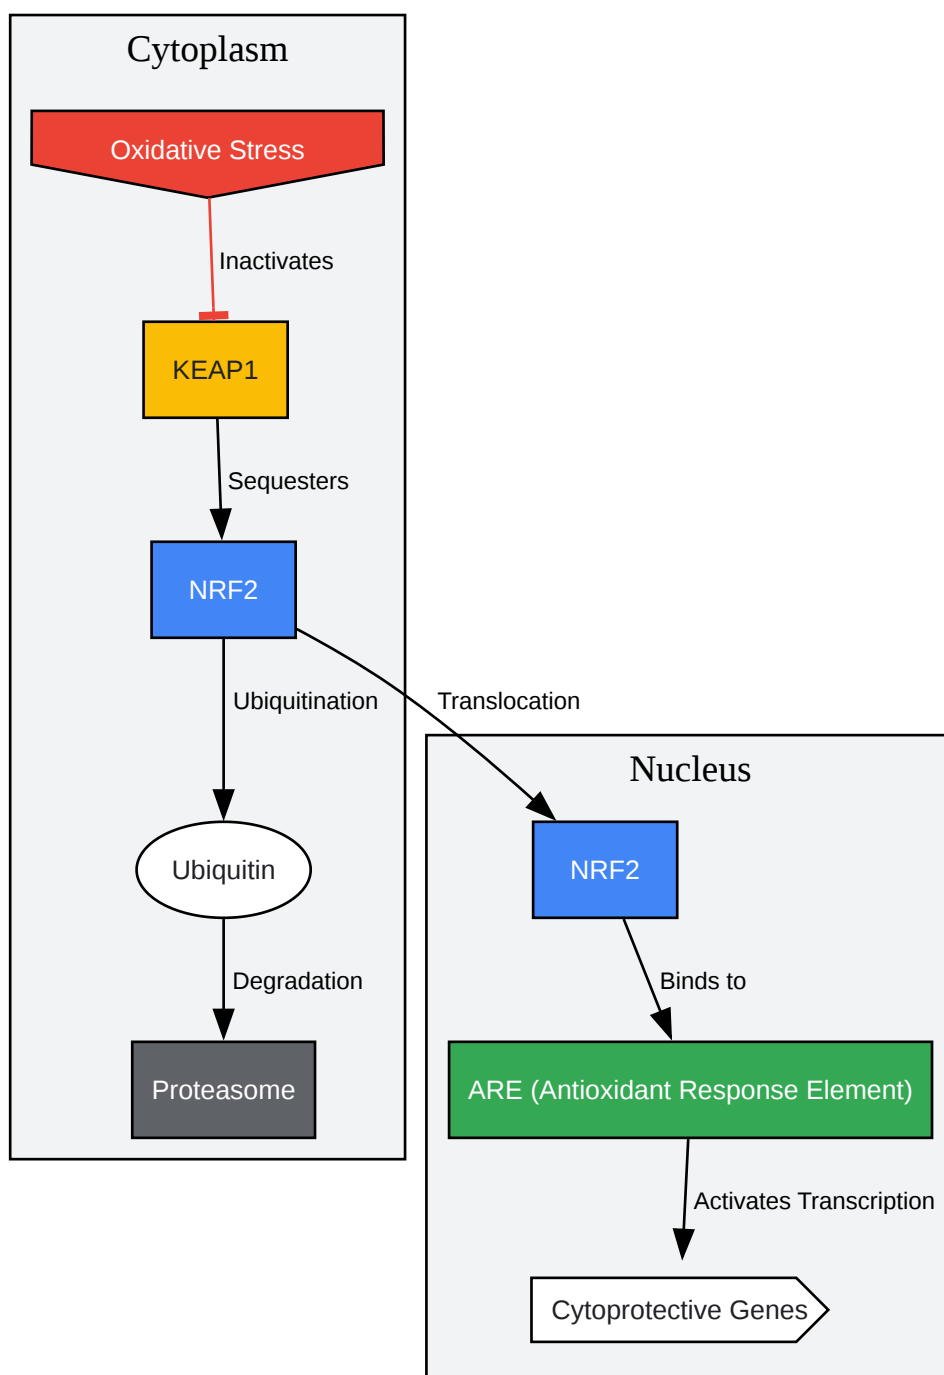 Cytoplasm
Oxidative Stress
Inactivates
KEAP1
Sequesters
NRF2
Ubiquitination
Translocation
Nucleus
Ubiquitin
NRF2
Degradation
Binds to
Proteasome
ARE (Antioxidant Response Element)
Activates Transcription
Cytoprotective Genes